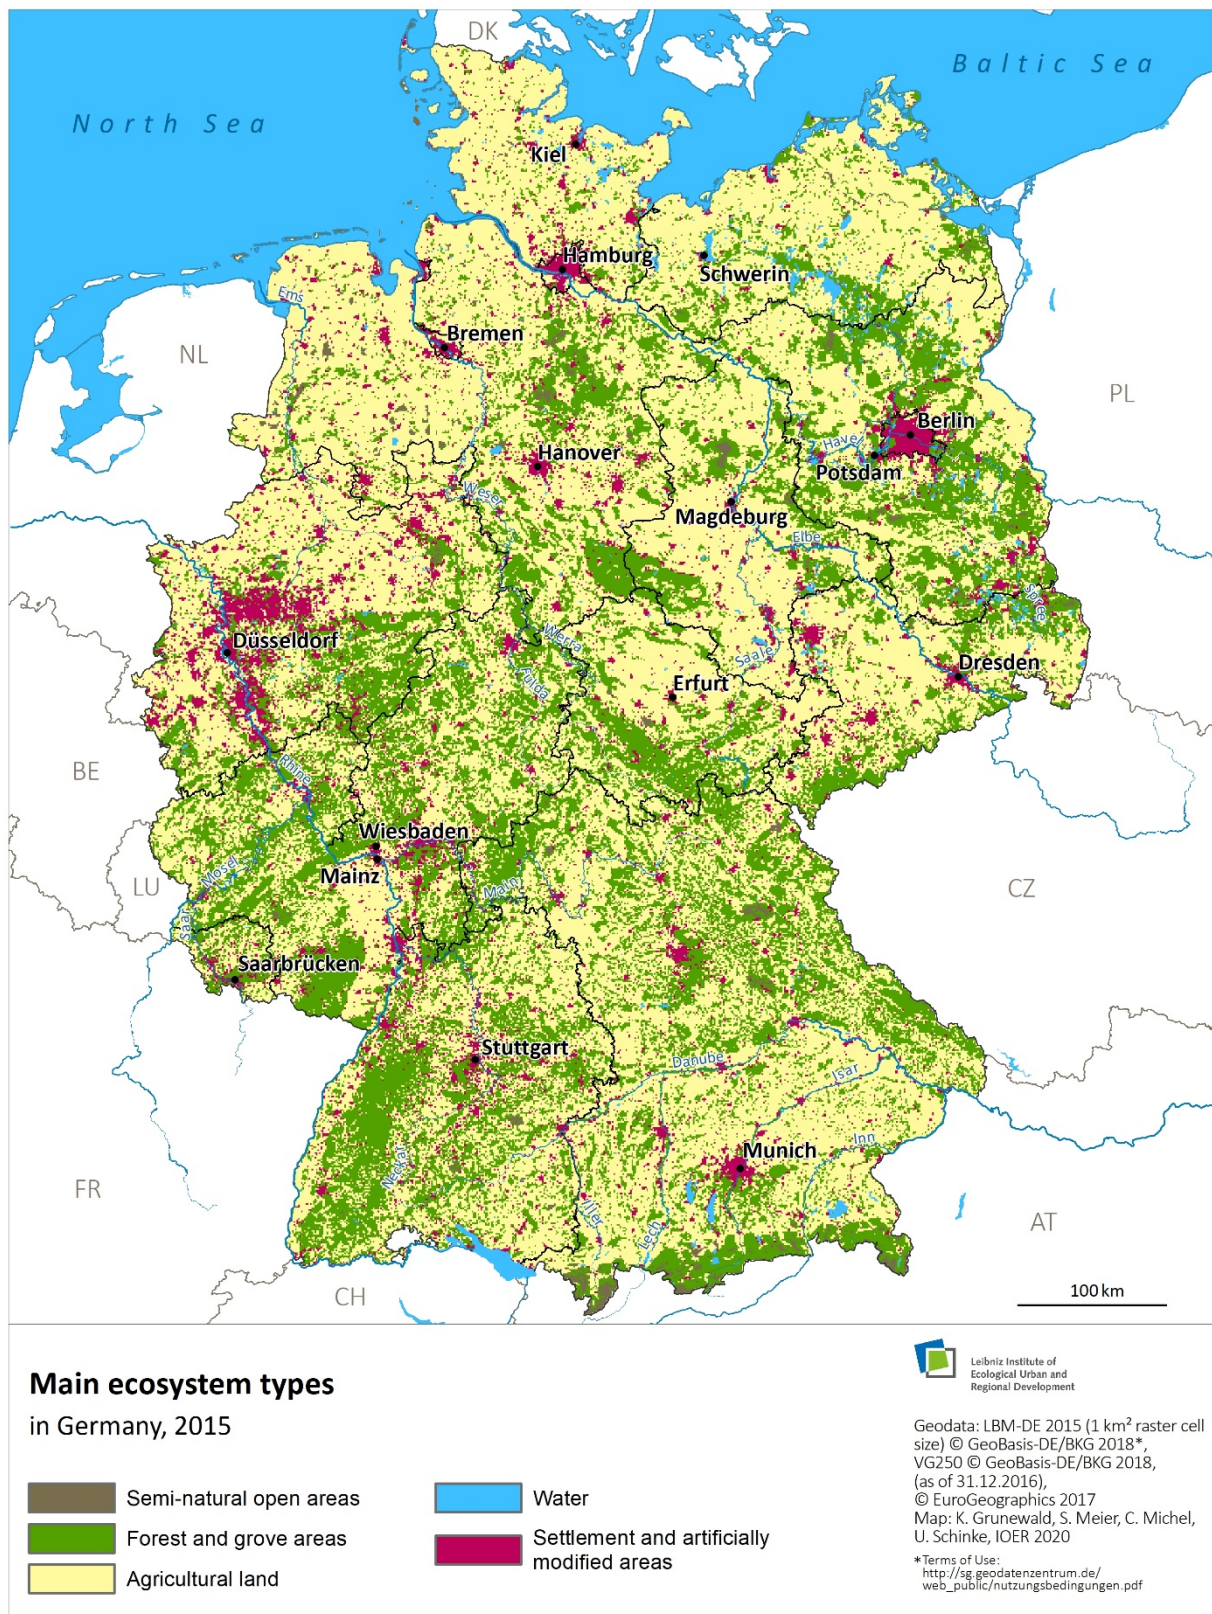 DK
Baltic Sea
North Sea
Kiel
Hamburg
Schwerin
Ems
Bremen
NL
PL
Berlin
Havel
Hanover
Potsdam
Weser
Magdeburg
Elbe
Spree
Düsseldorf
Werra
Saale
Dresden
Fulda
Erfurt
BE
Rhine
Wiesbaden
Mainz
LU
Mosel
Main
CZ
Saar
Saarbrücken
Stuttgart
Danube
Isar
Inn
Munich
Neckar
FR
Iller
Lech
AT
CH
100 km
Main ecosystem types
in Germany, 2015
Semi-natural open areas
Forest and grove areas
Agricultural land
Water
Settlement and artificially
modified areas
Leibniz Institute of
Ecological Urban and
Regional Development
Geodata: LBM-DE 2015 (1 km² raster cell
size) © GeoBasis-DE/BKG 2018*,
VG250 © GeoBasis-DE/BKG 2018,
(as of 31.12.2016),
© EuroGeographics 2017
Map: K. Grunewald, S. Meier, C. Michel,
U. Schinke, IOER 2020
*Terms of Use:
http://sg.geodatenzentrum.de/
web_public/nutzungsbedingungen.pdf